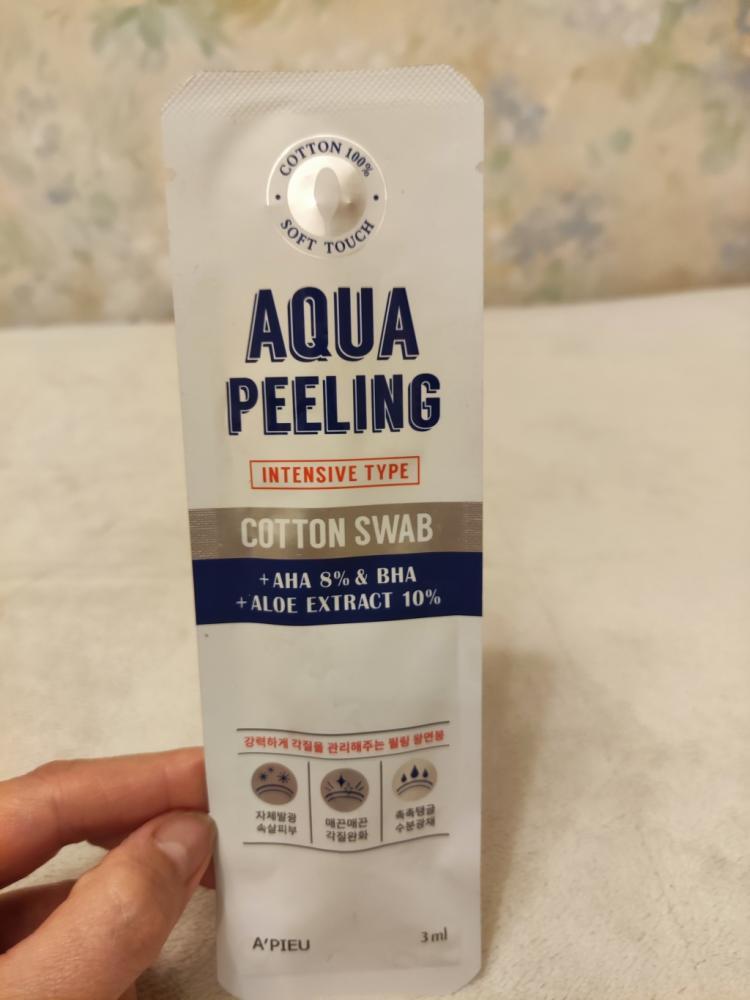 COTTON 100%
SOFT TOUCH
AQUA
PEELING
INTENSIVE TYPE
COTTON SWAB
+AHA 8% & BHA
+ALOE EXTRACT 10%
강력하게 각질을 관리해주는 필링 왕면봉
자체발광
속살피부
매끈매끈
각질완화
촉촉탱글
수분광채
A'PIEU
3 ml